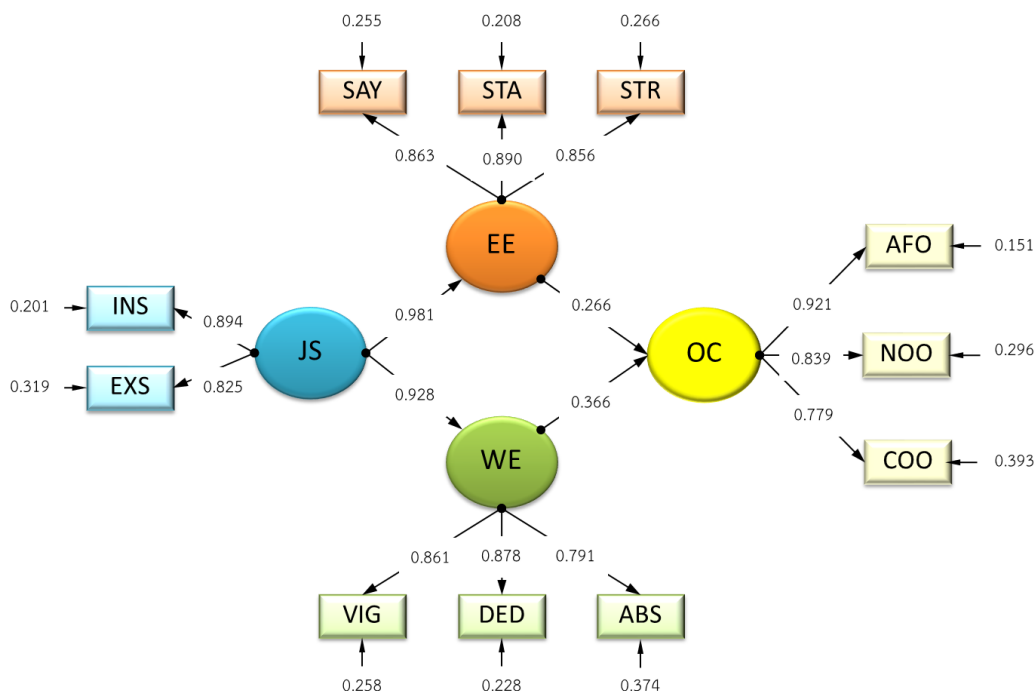 0.255 0.208 0.266
SAY STA STR
0.863 0.890 0.856
EE
AFO 0.151
0.201 INS 0.894 0.981 0.266 0.921
JS OC NOO 0.296
0.839
0.319 EXS 0.825 0.928 0.366 0.779
WE COO 0.393
0.861 0.878 0.791
VIG DED ABS
0.258 0.228 0.374